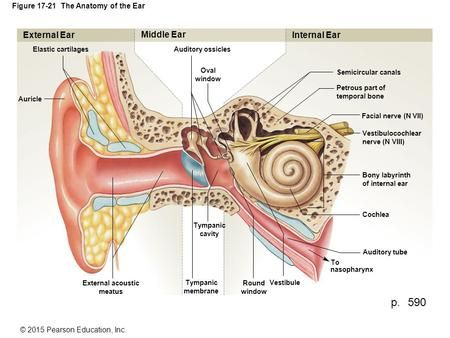 Figure 17-21 The Anatomy of the Ear
External Ear
Middle Ear
Internal Ear
Elastic cartilages
Auditory ossicles
Oval
window
Semicircular canals
Petrous part of
temporal bone
Auricle
Facial nerve (N VII)
Vestibulocochlear
nerve (N VIII)
Bony labyrinth
of internal ear
Cochlea
Tympanic
cavity
Auditory tube
To
nasopharynx
External acoustic
meatus
Tympanic
membrane
Round
window
Vestibule
p. 590
© 2015 Pearson Education, Inc.